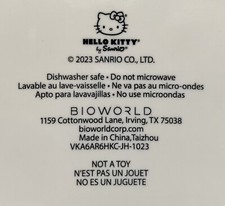 HELLO KITTY
by Sanrio
© 2023 SANRIO CO., LTD.
Dishwasher safe • Do not microwave
Lavable au lave-vaisselle • Ne va pas au micro-ondes
Apto para lavavajillas • No use microondas
BIOWORLD
1159 Cottonwood Lane, Irving, TX 75038
bioworldcorp.com
Made in China,Taizhou
VKA6AR6HKC-JH-1023
NOT A TOY
N'EST PAS UN JOUET
NO ES UN JUGUETE